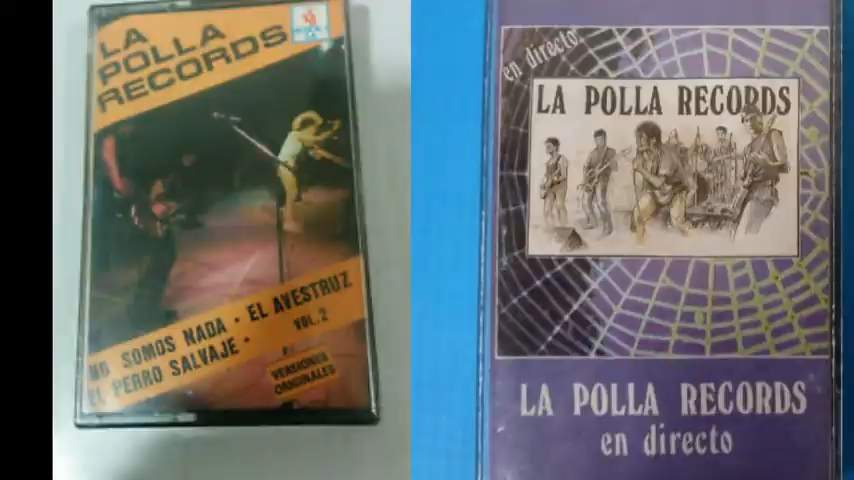 LA
POLLA
RECORDS
NO SOMOS NADA · EL AVESTRUZ
EL PERRO SALVAJE · VOL. 2
VERSIONES
ORIGINALES
en directo
LA POLLA RECORDS
LA POLLA RECORDS
en directo